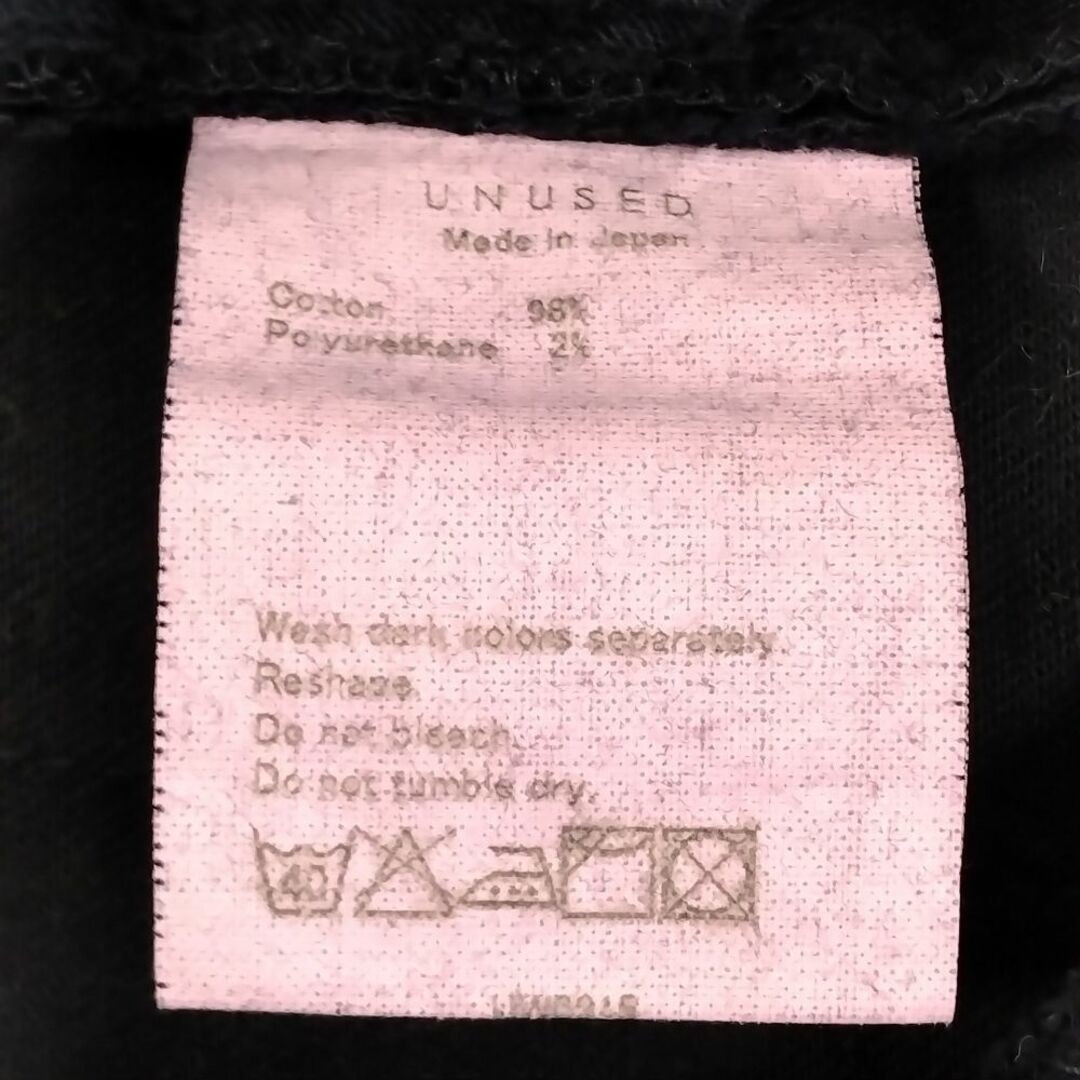 UNUSED
Made in Japan
Cotton 98%
Polyurethane 2%
Wash dark colors separately.
Reshape.
Do not bleach.
Do not tumble dry.
40